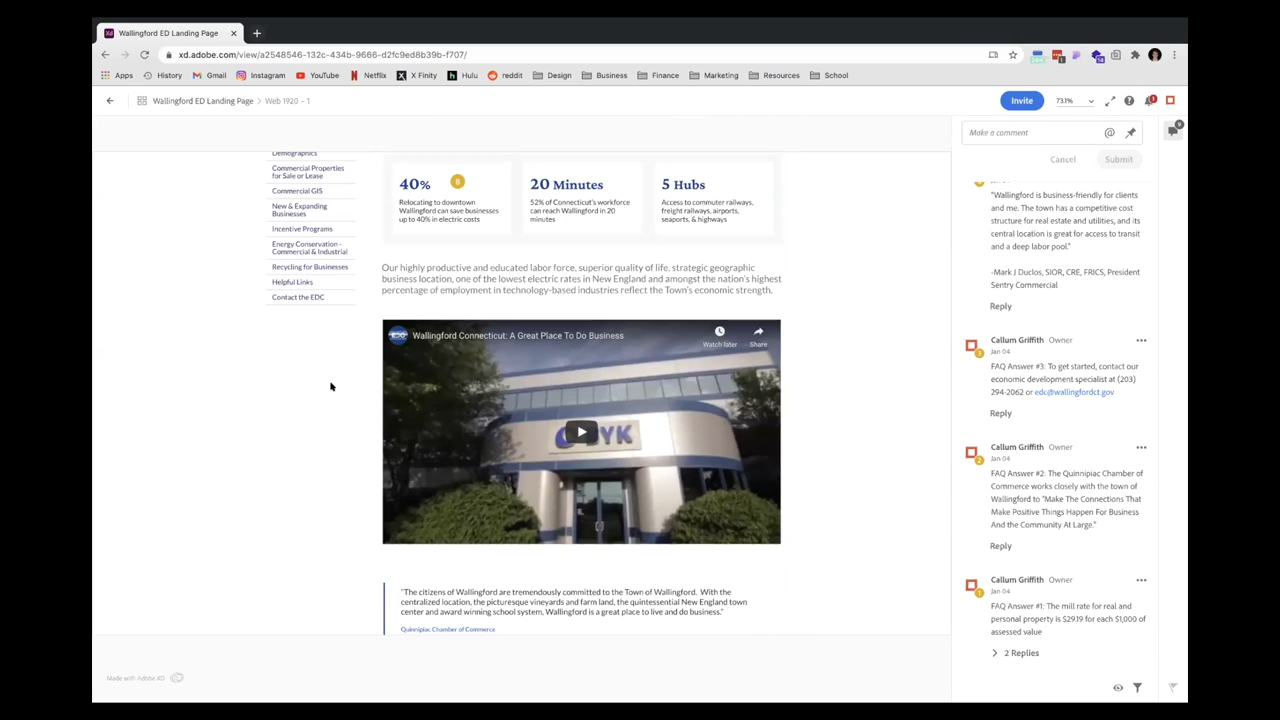 Wallingford ED Landing Page
xd.adobe.com/view/a2548546-132c-434b-9666-d2fc9ed8b39b-f707/
Apps History Gmail Instagram YouTube Netflix X Finity Hulu reddit Design Business Finance Marketing Resources School
Wallingford ED Landing Page > Web 1920 – 1
Invite
73.1%
1
9
Make a comment
@
Cancel
Submit
Demographics
Commercial Properties
for Sale or Lease
Commercial GIS
New & Expanding
Businesses
Incentive Programs
Energy Conservation -
Commercial & Industrial
Recycling for Businesses
Helpful Links
Contact the EDC
40%
8
Relocating to downtown
Wallingford can save businesses
up to 40% in electric costs
20 Minutes
52% of Connecticut's workforce
can reach Wallingford in 20
minutes
5 Hubs
Access to commuter railways,
freight railways, airports,
seaports, & highways
Our highly productive and educated labor force, superior quality of life, strategic geographic
business location, one of the lowest electric rates in New England and amongst the nation's highest
percentage of employment in technology-based industries reflect the Town's economic strength.
Wallingford Connecticut: A Great Place To Do Business
Watch later
Share
YK
"The citizens of Wallingford are tremendously committed to the Town of Wallingford. With the
centralized location, the picturesque vineyards and farm land, the quintessential New England town
center and award winning school system, Wallingford is a great place to live and do business."
Quinnipiac Chamber of Commerce
"Wallingford is business-friendly for clients
and me. The town has a competitive cost
structure for real estate and utilities, and its
central location is great for access to transit
and a deep labor pool."
-Mark J Duclos, SIOR, CRE, FRICS, President
Sentry Commercial
Reply
Callum Griffith Owner
Jan 04
3
FAQ Answer #3: To get started, contact our
economic development specialist at (203)
294-2062 or edc@wallingfordct.gov
Reply
Callum Griffith Owner
Jan 04
2
FAQ Answer #2: The Quinnipiac Chamber of
Commerce works closely with the town of
Wallingford to "Make The Connections That
Make Positive Things Happen For Business
And the Community At Large."
Reply
Callum Griffith Owner
Jan 04
1
FAQ Answer #1: The mill rate for real and
personal property is $29.19 for each $1,000 of
assessed value
2 Replies
Made with Adobe XD